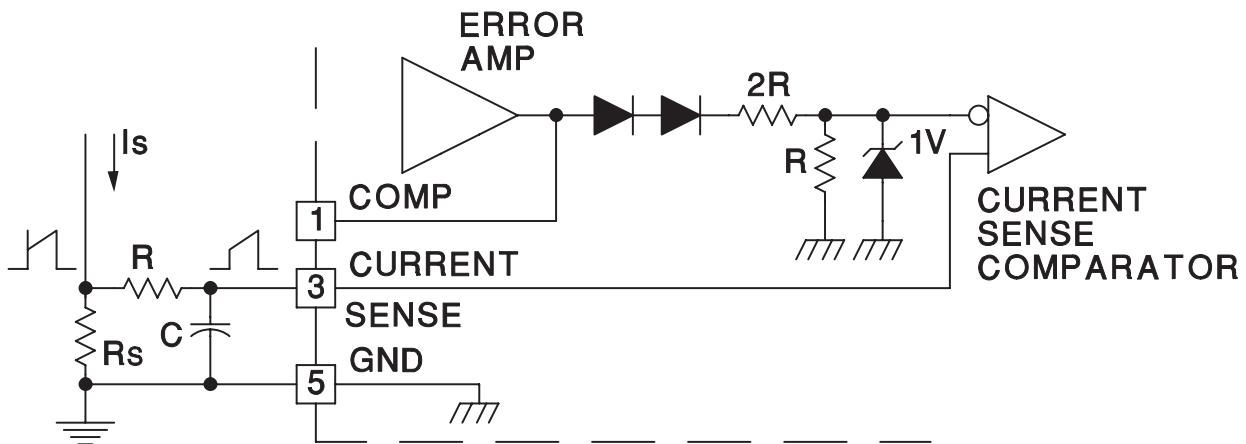 ERROR
AMP
2R
R
1V
Is
1
COMP
CURRENT
SENSE
COMPARATOR
R
3
CURRENT
SENSE
C
Rs
5
GND